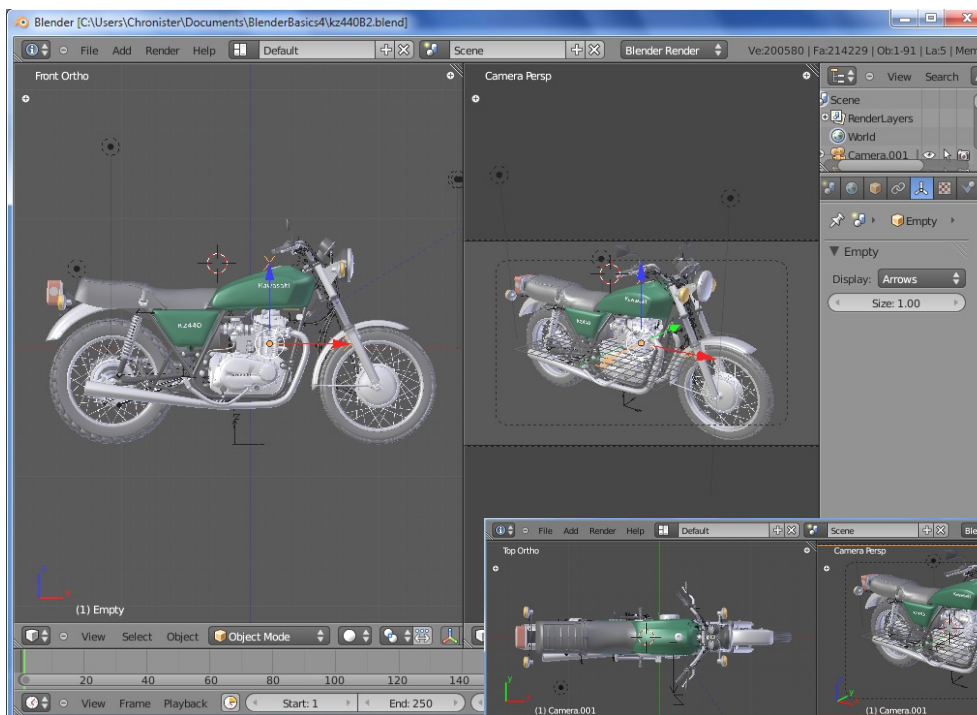 Blender [C:\Users\Chronister\Documents\BlenderBasics4\kz440B2.blend]
File Add Render Help Default Scene Blender Render Ve:200580 | Fa:214229 | Ob:1-91 | La:5 | Mem
Front Ortho
Camera Persp
View Search
Scene
RenderLayers
World
Camera.001
Empty
Empty
Display: Arrows
Size: 1.00
Kawasaki
KZ440
Kawasaki
Z
X
(1) Empty
View Select Object Object Mode
20 40 60 80 100 120 140
View Frame Playback Start: 1 End: 250
File Add Render Help Default Scene Ble
Top Ortho
Camera Persp
Kawasaki
(1) Camera.001
(1) Camera.001